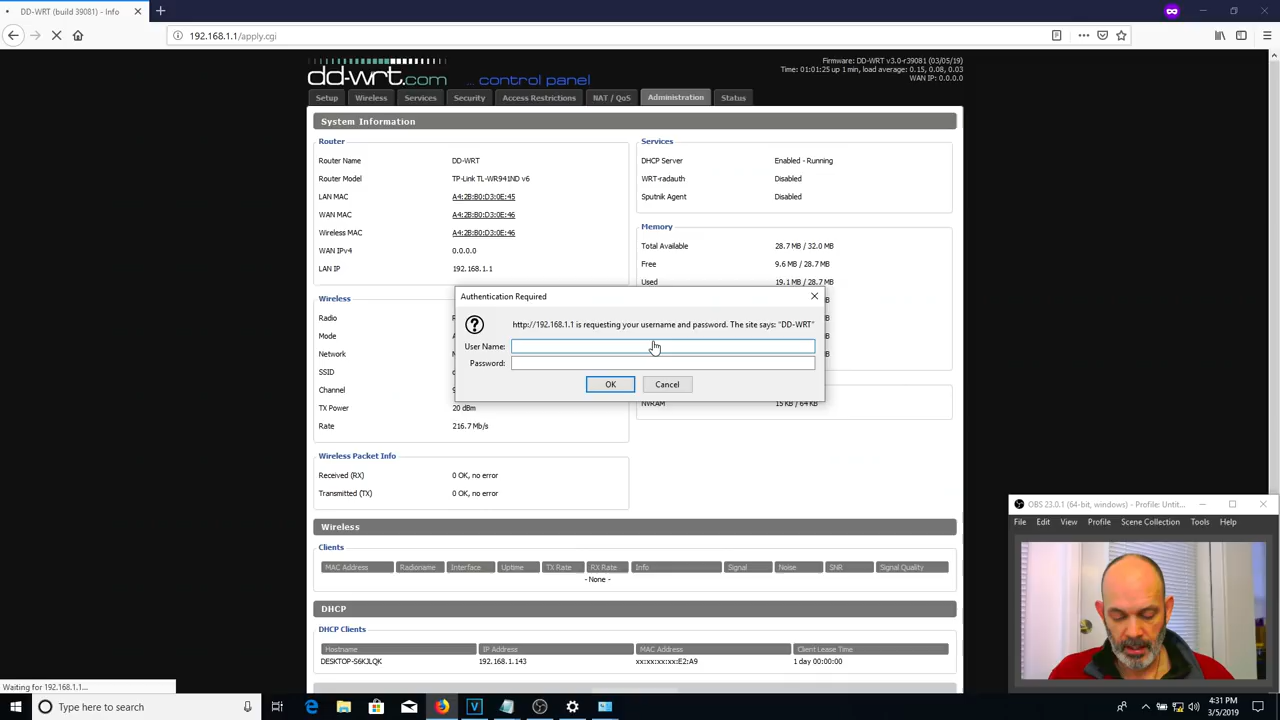 DD-WRT (build 39081) - Info
192.168.1.1/apply.cgi
Firmware: DD-WRT v3.0-r39081 (03/05/19)
Time: 01:01:25 up 1 min, load average: 0.15, 0.08, 0.03
WAN IP: 0.0.0.0
dd-wrt.com ... control panel
Setup Wireless Services Security Access Restrictions NAT / QoS Administration Status
System Information
Router
Router Name DD-WRT
Router Model TP-Link TL-WR941ND v6
LAN MAC A4:2B:B0:D3:0E:45
WAN MAC A4:2B:B0:D3:0E:46
Wireless MAC A4:2B:B0:D3:0E:46
WAN IPv4 0.0.0.0
LAN IP 192.168.1.1
Services
DHCP Server Enabled - Running
WRT-radauth Disabled
Sputnik Agent Disabled
Memory
Total Available 28.7 MB / 32.0 MB
Free 9.6 MB / 28.7 MB
Used 19.1 MB / 28.7 MB
Wireless
Radio
Mode
Network
SSID
Channel 9
TX Power 20 dBm
Rate 216.7 Mb/s
Authentication Required
http://192.168.1.1 is requesting your username and password. The site says: "DD-WRT"
User Name:
Password:
OK Cancel
NVRAM 15 KB / 64 KB
Wireless Packet Info
Received (RX) 0 OK, no error
Transmitted (TX) 0 OK, no error
Wireless
Clients
MAC Address Radioname Interface Uptime TX Rate RX Rate Info Signal Noise SNR Signal Quality
- None -
DHCP
DHCP Clients
Hostname IP Address MAC Address Client Lease Time
DESKTOP-S6KJLQK 192.168.1.143 xx:xx:xx:xx:E2:A9 1 day 00:00:00
Waiting for 192.168.1.1...
OBS 23.0.1 (64-bit, windows) - Profile: Untit...
File Edit View Profile Scene Collection Tools Help
Type here to search
4:31 PM
3/5/2019